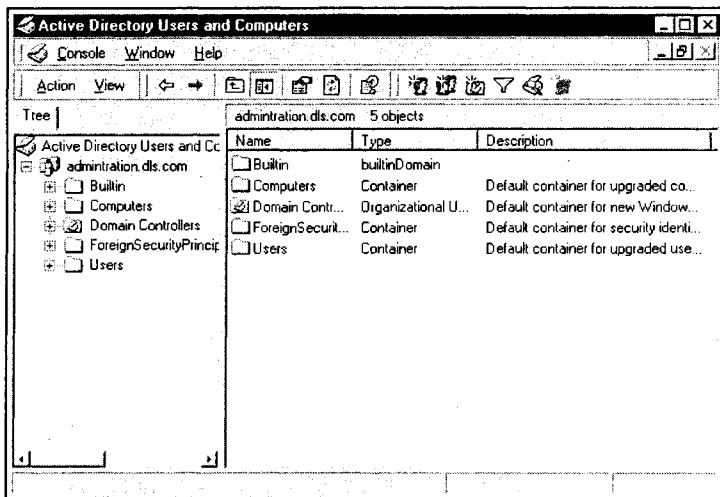 Active Directory Users and Computers
Console Window Help
Action View
Tree
admintration.dls.com 5 objects
Active Directory Users and Cc
admintration.dls.com
Builtin
Computers
Domain Controllers
ForeignSecurityPrincip
Users
Name Type Description
Builtin builtinDomain
Computers Container Default container for upgraded co...
Domain Contr... Organizational U... Default container for new Window...
ForeignSecurit... Container Default container for security identi...
Users Container Default container for upgraded use...